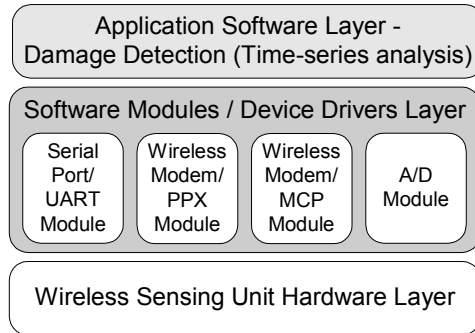 Application Software Layer -
Damage Detection (Time-series analysis)
Software Modules / Device Drivers Layer
Serial
Port/
UART
Module
Wireless
Modem/
PPX
Module
Wireless
Modem/
MCP
Module
A/D
Module
Wireless Sensing Unit Hardware Layer